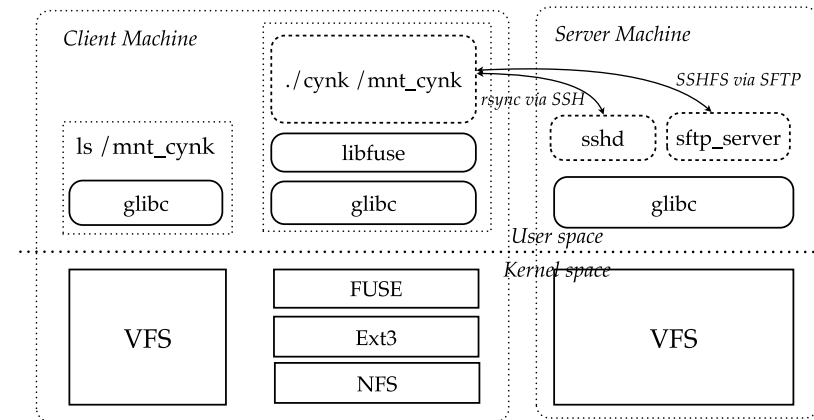 Client Machine
Server Machine
./cynk /mnt_cynk
SSHFS via SFTP
rsync via SSH
ls /mnt_cynk
libfuse
sshd
sftp_server
glibc
glibc
glibc
User space
Kernel space
VFS
FUSE
Ext3
NFS
VFS